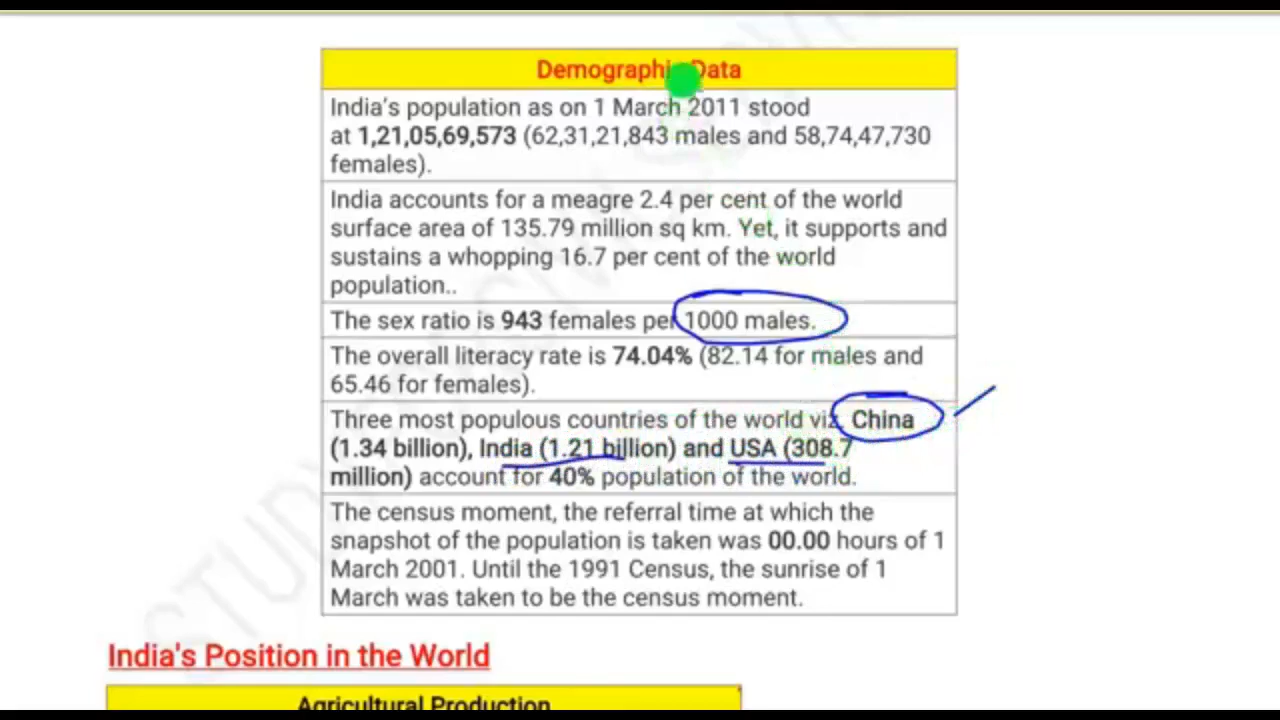 Demographic Data
India's population as on 1 March 2011 stood
at 1,21,05,69,573 (62,31,21,843 males and 58,74,47,730
females).
India accounts for a meagre 2.4 per cent of the world
surface area of 135.79 million sq km. Yet, it supports and
sustains a whopping 16.7 per cent of the world
population..
The sex ratio is 943 females per 1000 males.
The overall literacy rate is 74.04% (82.14 for males and
65.46 for females).
Three most populous countries of the world viz. China
(1.34 billion), India (1.21 billion) and USA (308.7
million) account for 40% population of the world.
The census moment, the referral time at which the
snapshot of the population is taken was 00.00 hours of 1
March 2001. Until the 1991 Census, the sunrise of 1
March was taken to be the census moment.
India's Position in the World
Agricultural Production